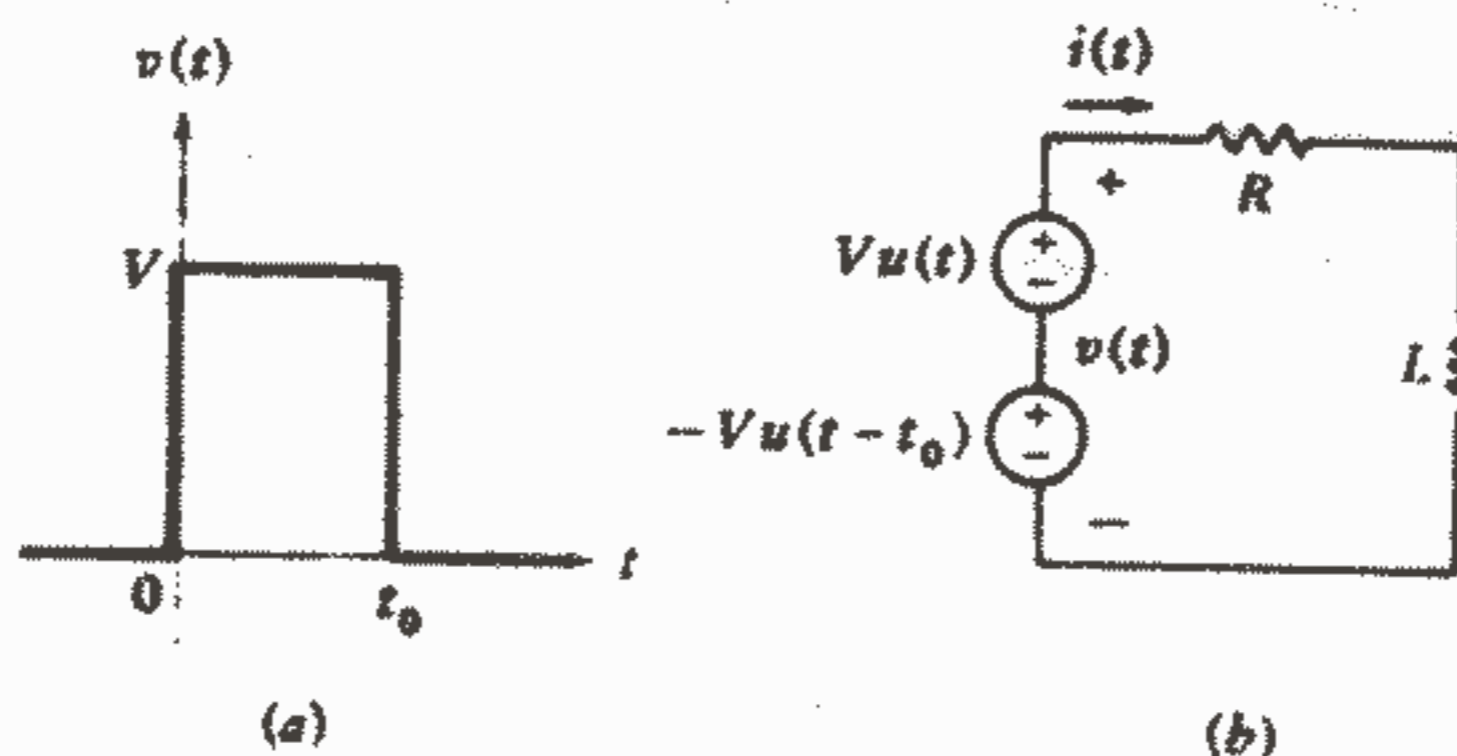 v(t)
V
0
t₀
t
(a)
i(t)
+
R
Vu(t)
+
−
v(t)
L
−Vu(t − t₀)
+
−
−
(b)